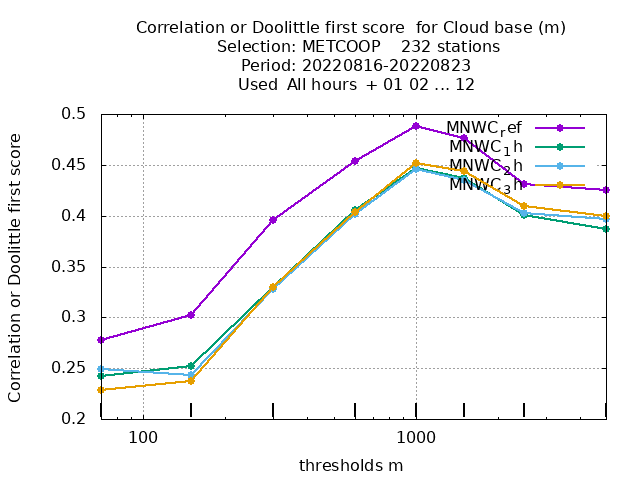 Correlation or Doolittle first score  for Cloud base (m)
Selection: METCOOP    232 stations
Period: 20220816-20220823
Used  All hours  + 01 02 ... 12
MNWC_ref
MNWC_1h
MNWC_2h
MNWC_3h
0.5
0.45
0.4
0.35
0.3
0.25
0.2
Correlation or Doolittle first score
100
1000
thresholds m